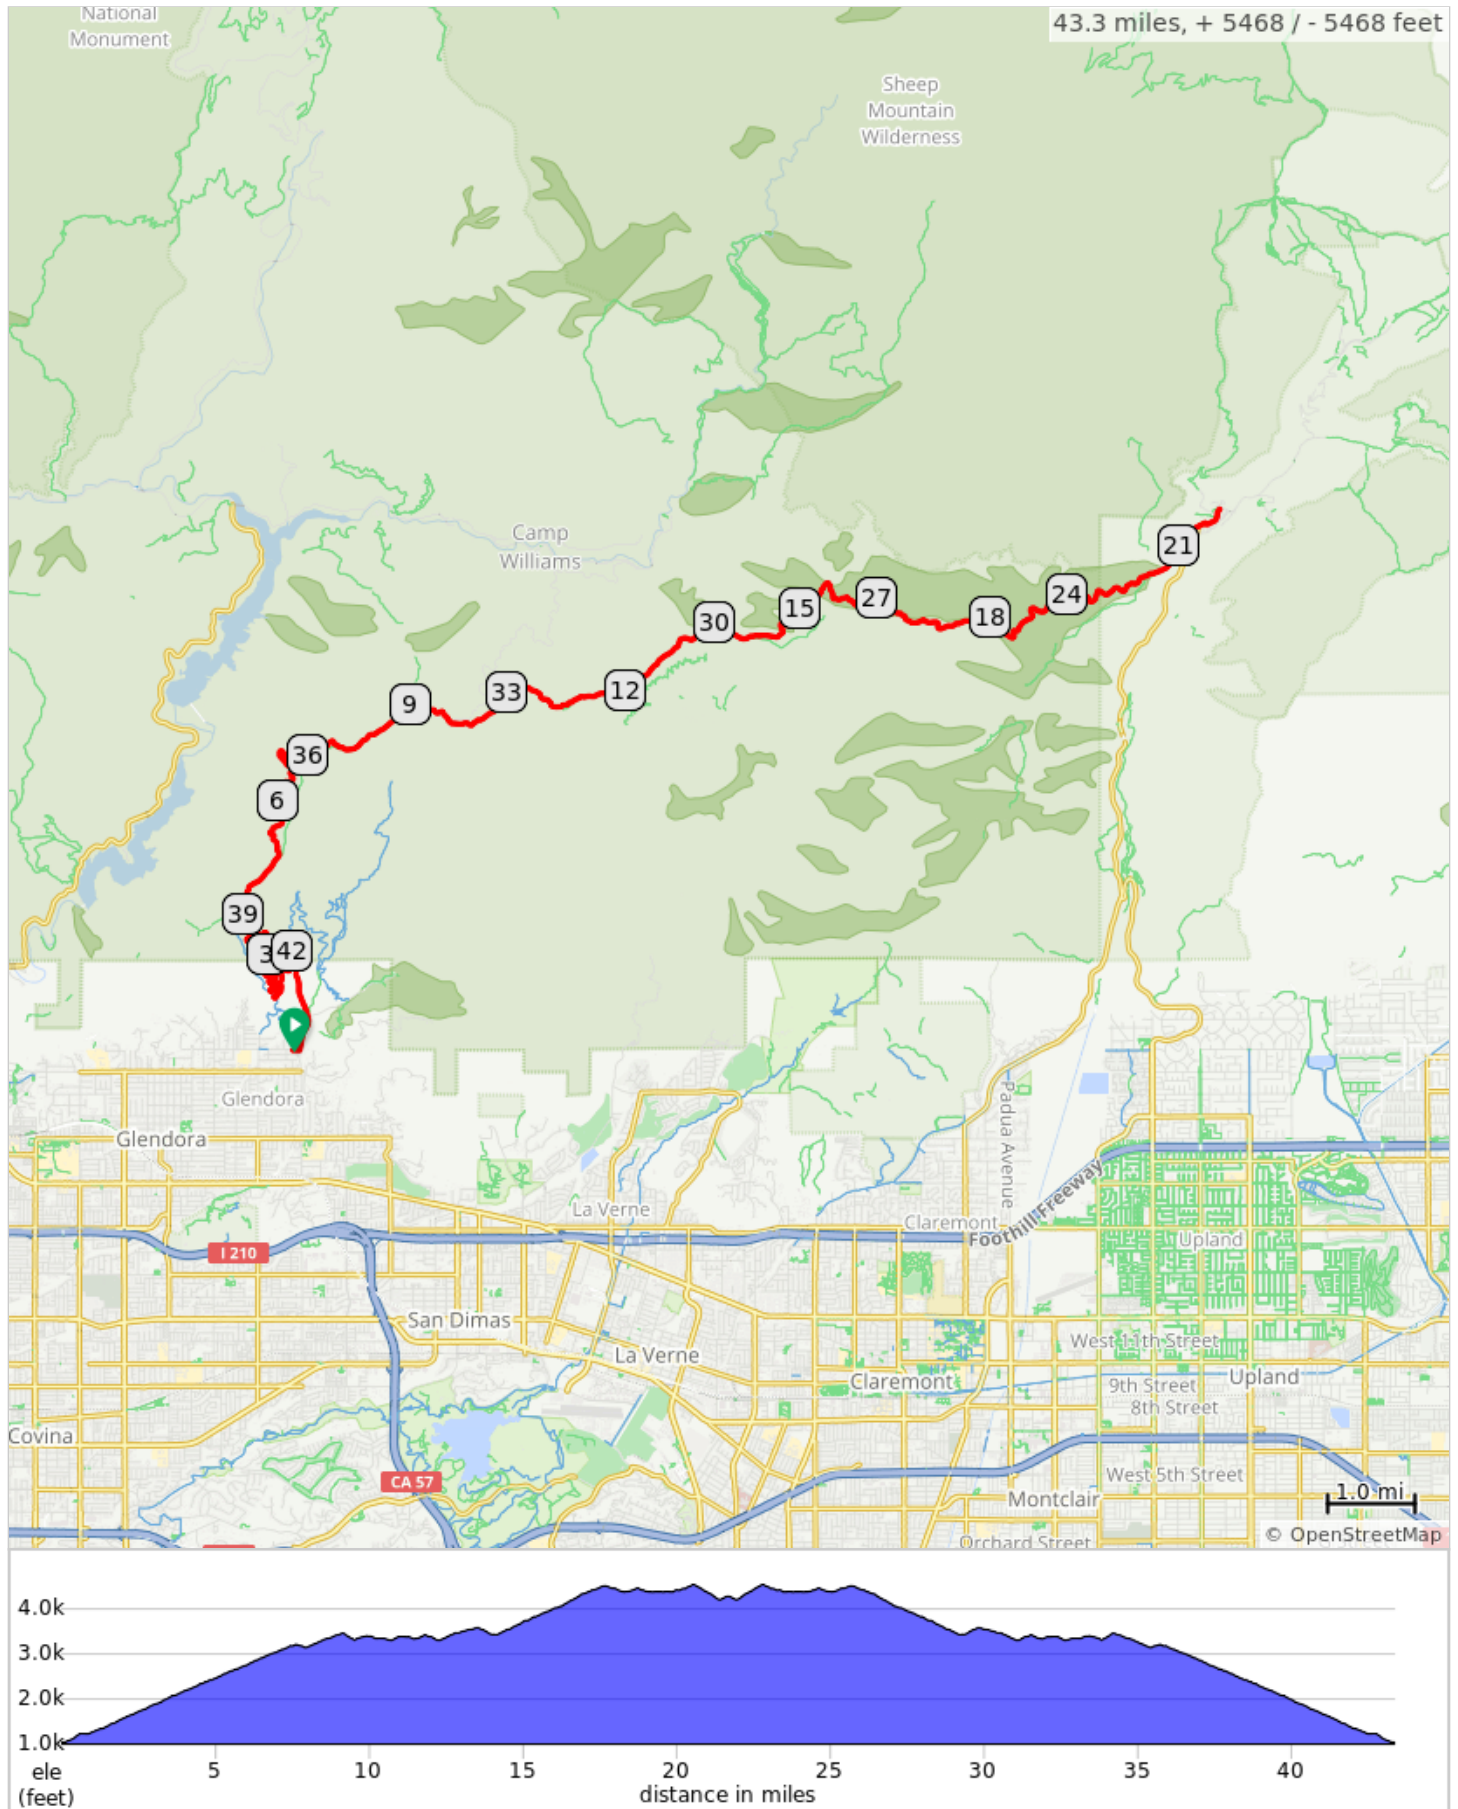 National
Monument
43.3 miles, + 5468 / - 5468 feet
Sheep
Mountain
Wilderness
Camp
Williams
21
15
27
24
18
30
12
33
9
36
6
39
3
42
Padua Avenue
Glendora
Glendora
La Verne
Claremont
Foothill Freeway
Upland
I 210
San Dimas
La Verne
West 11th Street
Claremont
Upland
9th Street
8th Street
Covina
CA 57
West 5th Street
Montclair
1.0 mi
Orchard Street
© OpenStreetMap
4.0k
3.0k
2.0k
1.0k
ele
(feet)
5
10
15
20
25
30
35
40
distance in miles